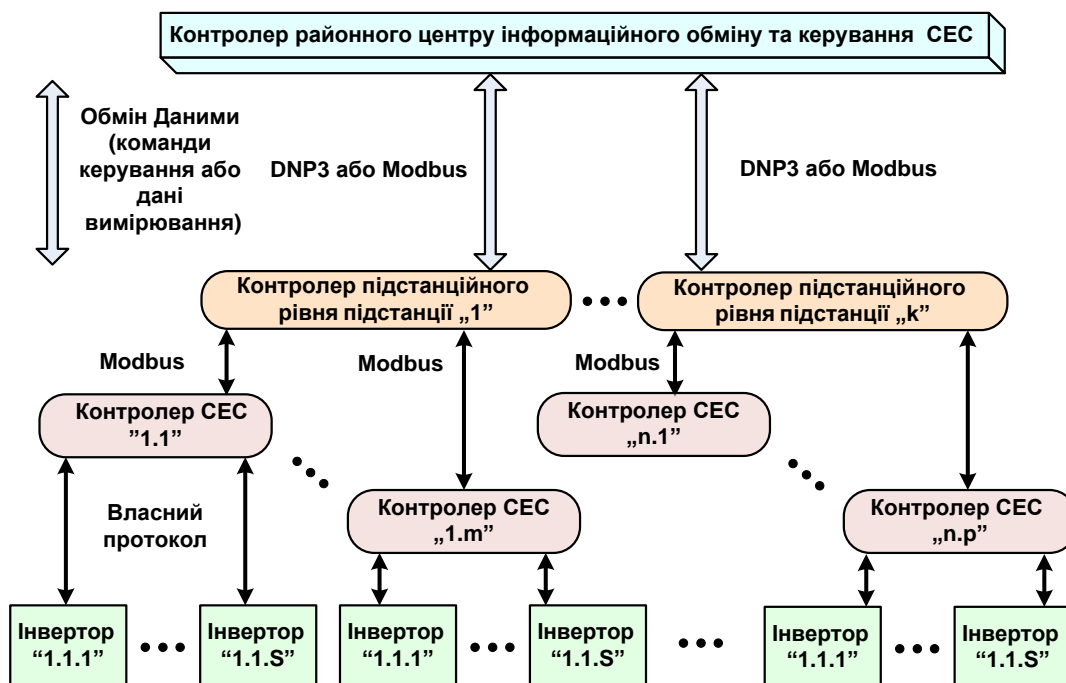 Контролер районного центру інформаційного обміну та керування СЕС
Обмін Даними
(команди
керування або
дані
вимірювання)
DNP3 або Modbus
DNP3 або Modbus
Контролер підстанційного
рівня підстанції „1”
Контролер підстанційного
рівня підстанції „k”
Modbus
Modbus
Modbus
Контролер СЕС
”1.1”
Контролер СЕС
„n.1”
Власний
протокол
Контролер СЕС
„1.m”
Контролер СЕС
„n.p”
Інвертор
“1.1.1”
Інвертор
“1.1.S”
Інвертор
“1.1.1”
Інвертор
“1.1.S”
Інвертор
“1.1.1”
Інвертор
“1.1.S”